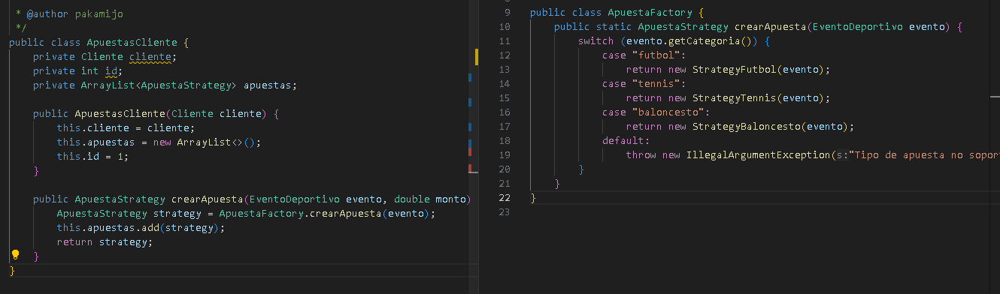 * @author pakamijo
*/
public class ApuestasCliente {
private Cliente cliente;
private int id;
private ArrayList<ApuestaStrategy> apuestas;
public ApuestasCliente(Cliente cliente) {
this.cliente = cliente;
this.apuestas = new ArrayList<>();
this.id = 1;
}
public ApuestaStrategy crearApuesta(EventoDeportivo evento, double monto)
ApuestaStrategy strategy = ApuestaFactory.crearApuesta(evento);
this.apuestas.add(strategy);
return strategy;
}
}
9 public class ApuestaFactory {
10 public static ApuestaStrategy crearApuesta(EventoDeportivo evento) {
11 switch (evento.getCategoria()) {
12 case "futbol":
13 return new StrategyFutbol(evento);
14 case "tennis":
15 return new StrategyTennis(evento);
16 case "baloncesto":
17 return new StrategyBaloncesto(evento);
18 default:
19 throw new IllegalArgumentException(s:"Tipo de apuesta no sopor
20 }
21 }
22 }
23